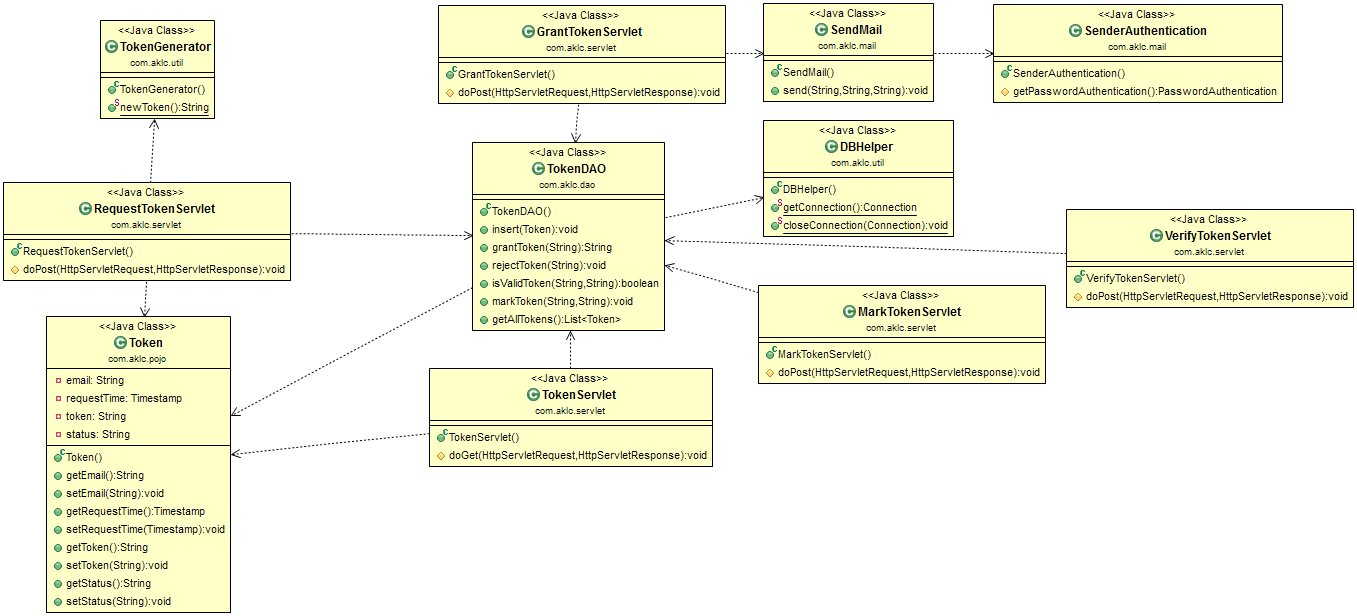 <<Java Class>>
TokenGenerator
com.aklc.util
TokenGenerator()
newToken():String
<<Java Class>>
GrantTokenServlet
com.aklc.servlet
GrantTokenServlet()
doPost(HttpServletRequest,HttpServletResponse):void
<<Java Class>>
SendMail
com.aklc.mail
SendMail()
send(String,String,String):void
<<Java Class>>
SenderAuthentication
com.aklc.mail
SenderAuthentication()
getPasswordAuthentication():PasswordAuthentication
<<Java Class>>
RequestTokenServlet
com.aklc.servlet
RequestTokenServlet()
doPost(HttpServletRequest,HttpServletResponse):void
<<Java Class>>
TokenDAO
com.aklc.dao
TokenDAO()
insert(Token):void
grantToken(String):String
rejectToken(String):void
isValidToken(String,String):boolean
markToken(String,String):void
getAllTokens():List<Token>
<<Java Class>>
DBHelper
com.aklc.util
DBHelper()
getConnection():Connection
closeConnection(Connection):void
<<Java Class>>
VerifyTokenServlet
com.aklc.servlet
VerifyTokenServlet()
doPost(HttpServletRequest,HttpServletResponse):void
<<Java Class>>
MarkTokenServlet
com.aklc.servlet
MarkTokenServlet()
doPost(HttpServletRequest,HttpServletResponse):void
<<Java Class>>
Token
com.aklc.pojo
email: String
requestTime: Timestamp
token: String
status: String
Token()
getEmail():String
setEmail(String):void
getRequestTime():Timestamp
setRequestTime(Timestamp):void
getToken():String
setToken(String):void
getStatus():String
setStatus(String):void
<<Java Class>>
TokenServlet
com.aklc.servlet
TokenServlet()
doGet(HttpServletRequest,HttpServletResponse):void